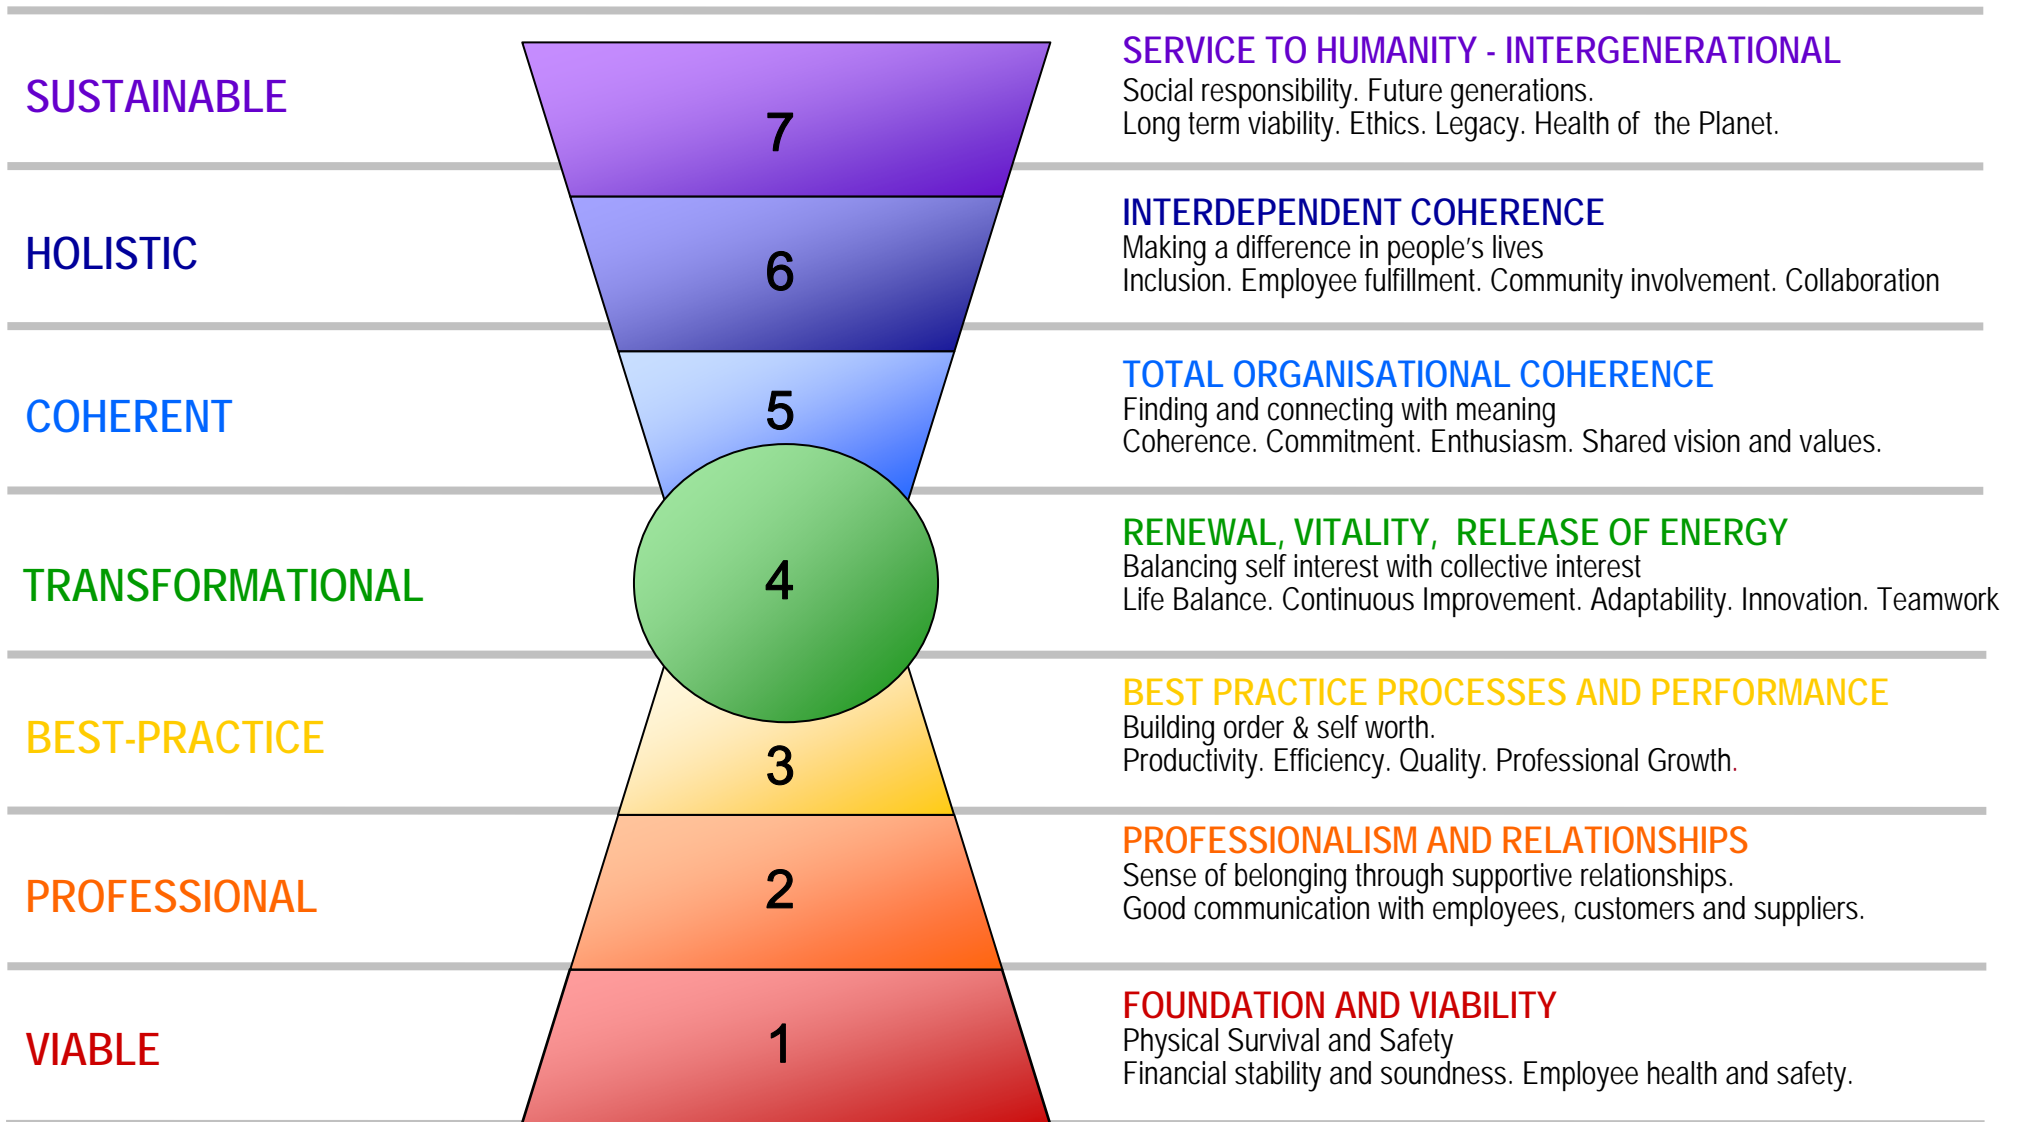 SUSTAINABLE
7
SERVICE TO HUMANITY - INTERGENERATIONAL
Social responsibility. Future generations.
Long term viability. Ethics. Legacy. Health of the Planet.
HOLISTIC
6
INTERDEPENDENT COHERENCE
Making a difference in people’s lives
Inclusion. Employee fulfillment. Community involvement. Collaboration
COHERENT
5
TOTAL ORGANISATIONAL COHERENCE
Finding and connecting with meaning
Coherence. Commitment. Enthusiasm. Shared vision and values.
TRANSFORMATIONAL
4
RENEWAL, VITALITY, RELEASE OF ENERGY
Balancing self interest with collective interest
Life Balance. Continuous Improvement. Adaptability. Innovation. Teamwork
BEST-PRACTICE
3
BEST PRACTICE PROCESSES AND PERFORMANCE
Building order & self worth.
Productivity. Efficiency. Quality. Professional Growth.
PROFESSIONAL
2
PROFESSIONALISM AND RELATIONSHIPS
Sense of belonging through supportive relationships.
Good communication with employees, customers and suppliers.
VIABLE
1
FOUNDATION AND VIABILITY
Physical Survival and Safety
Financial stability and soundness. Employee health and safety.